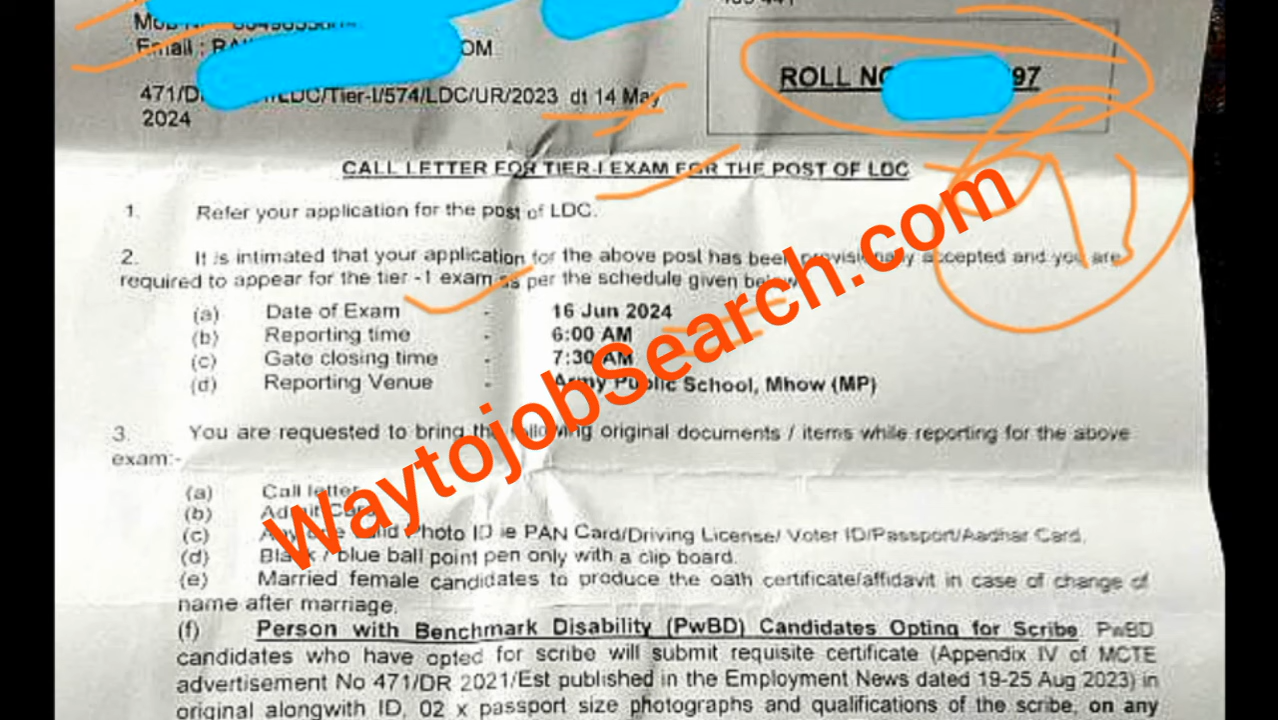 Email : OM
ROLL NO 97
471/D /LDC/Tier-I/574/LDC/UR/2023 dt 14 May
2024
CALL LETTER FOR TIER-I EXAM FOR THE POST OF LDC
1. Refer your application for the post of LDC.
2. It is intimated that your application for the above post has been provisionally accepted and you are
required to appear for the tier -1 exam as per the schedule given below
(a) Date of Exam - 16 Jun 2024
(b) Reporting time - 6:00 AM
(c) Gate closing time - 7:30 AM
(d) Reporting Venue - Army Public School, Mhow (MP)
3. You are requested to bring the following original documents / items while reporting for the above
exam:-
(a) Call letter
(b) Admit Card
(c) Any one valid Photo ID ie PAN Card/Driving License/ Voter ID/Passport/Aadhar Card.
(d) Black / blue ball point pen only with a clip board.
(e) Married female candidates to produce the oath certificate/affidavit in case of change of
name after marriage.
(f) Person with Benchmark Disability (PwBD) Candidates Opting for Scribe PwBD
candidates who have opted for scribe will submit requisite certificate (Appendix IV of MCTE
advertisement No 471/DR 2021/Est published in the Employment News dated 19-25 Aug 2023) in
original alongwith ID, 02 x passport size photographs and qualifications of the scribe, on any
WaytojobSearch.com